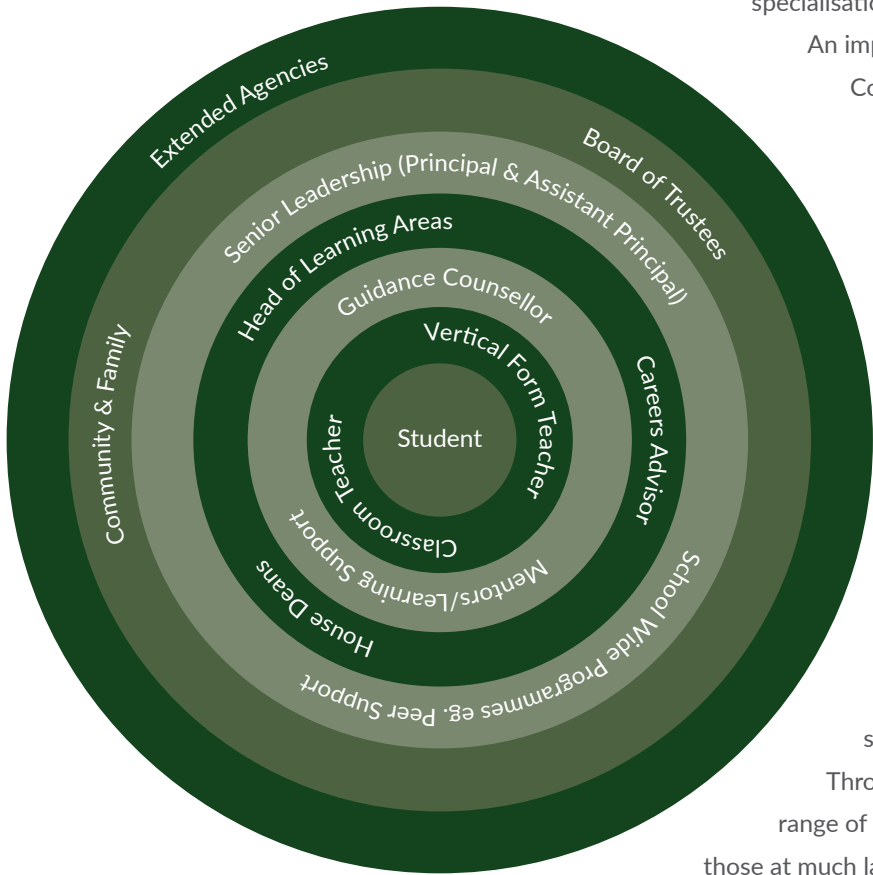 specialisatio
An imp
Co
Extended Agencies
Board of Trustees
Community & Family
Senior Leadership (Principal & Assistant Principal)
School Wide Programmes eg. Peer Support
Head of Learning Areas
Careers Advisor
House Deans
Guidance Counsellor
Mentors/Learning Support
Vertical Form Teacher
Classroom Teacher
Student
s
Thro
range of
those at much la